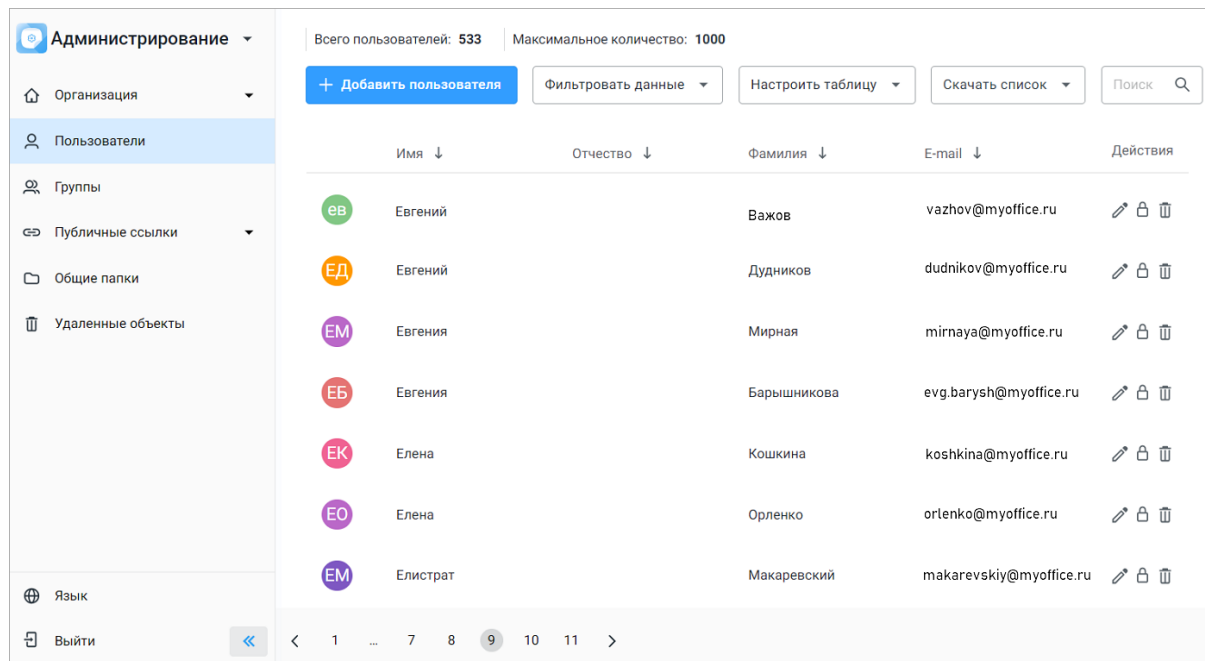 Администрирование
Организация
Пользователи
Группы
Публичные ссылки
Общие папки
Удаленные объекты
Язык
Выйти
Всего пользователей: 533 Максимальное количество: 1000
Добавить пользователя Фильтровать данные Настроить таблицу Скачать список Поиск
Имя ↓ Отчество ↓ Фамилия ↓ E-mail ↓ Действия
ев Евгений Важов vazhov@myoffice.ru
ЕД Евгений Дудников dudnikov@myoffice.ru
ЕМ Евгения Мирная mirnaya@myoffice.ru
ЕБ Евгения Барышникова evg.barysh@myoffice.ru
ЕК Елена Кошкина koshkina@myoffice.ru
ЕО Елена Орленко orlenko@myoffice.ru
ЕМ Елистрат Макаревский makarevskiy@myoffice.ru
1 ... 7 8 9 10 11